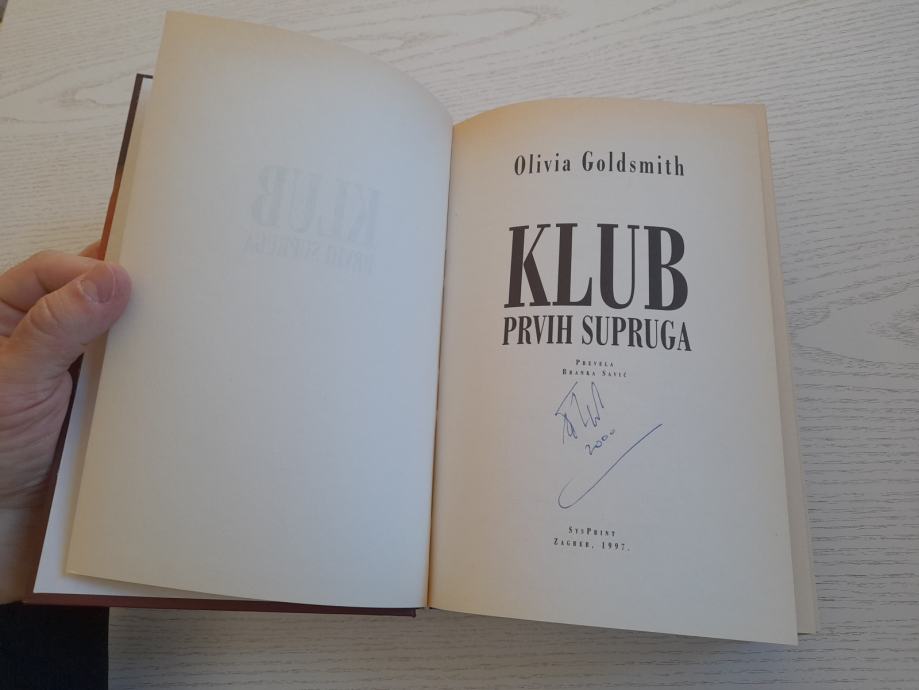 Olivia Goldsmith
KLUB
PRVIH SUPRUGA
Prevela
Branka Savić
2000
SysPrint
Zagreb, 1997.